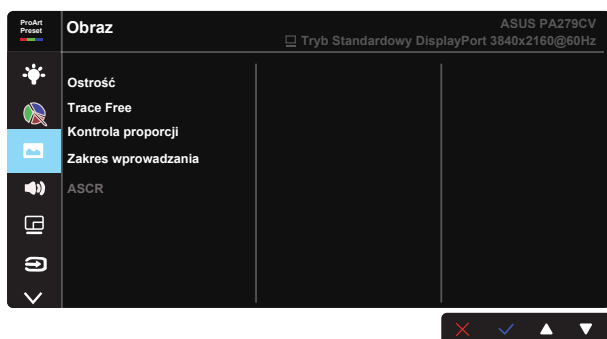 ProArt
Preset
Obraz
ASUS PA279CV
Tryb Standardowy DisplayPort 3840x2160@60Hz
Ostrość
Trace Free
Kontrola proporcji
Zakres wprowadzania
ASCR